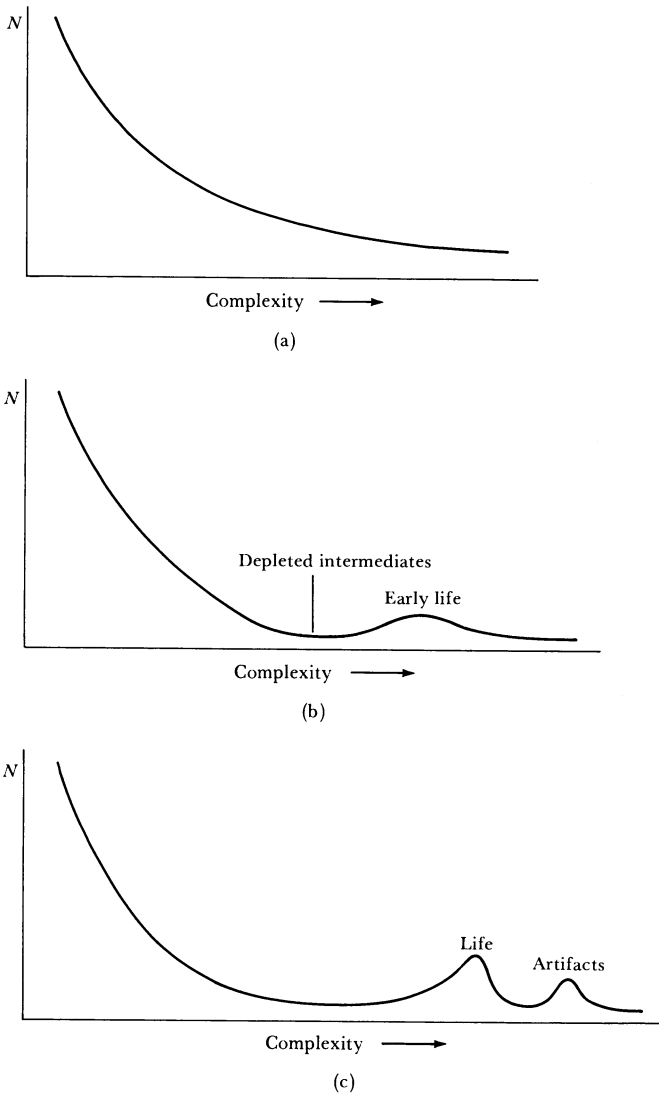 N
Complexity
(a)
N
Depleted intermediates
Early life
Complexity
(b)
N
Life
Artifacts
Complexity
(c)